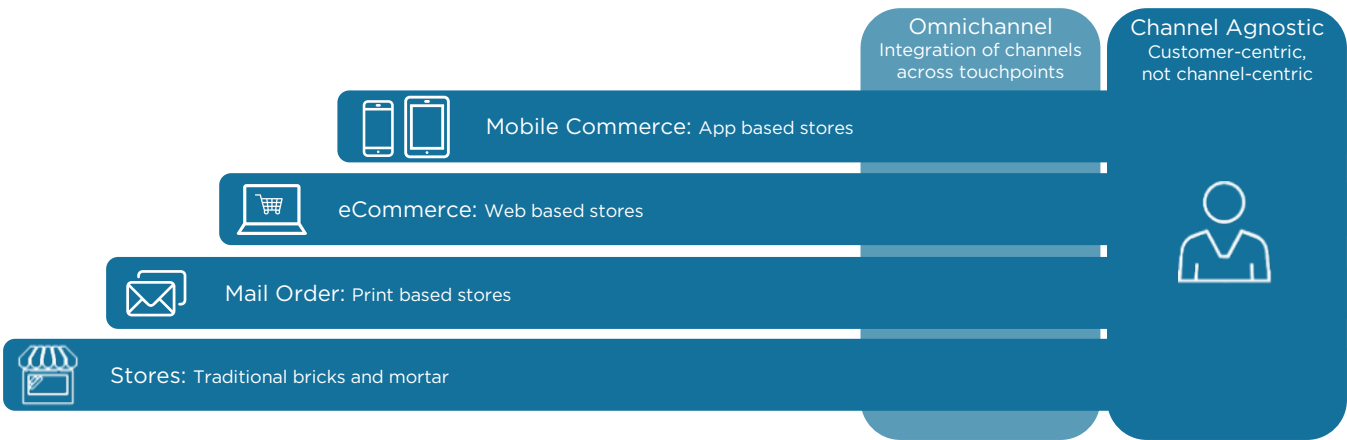 Omnichannel
Integration of channels
across touchpoints
Channel Agnostic
Customer-centric,
not channel-centric
Mobile Commerce: App based stores
eCommerce: Web based stores
Mail Order: Print based stores
Stores: Traditional bricks and mortar